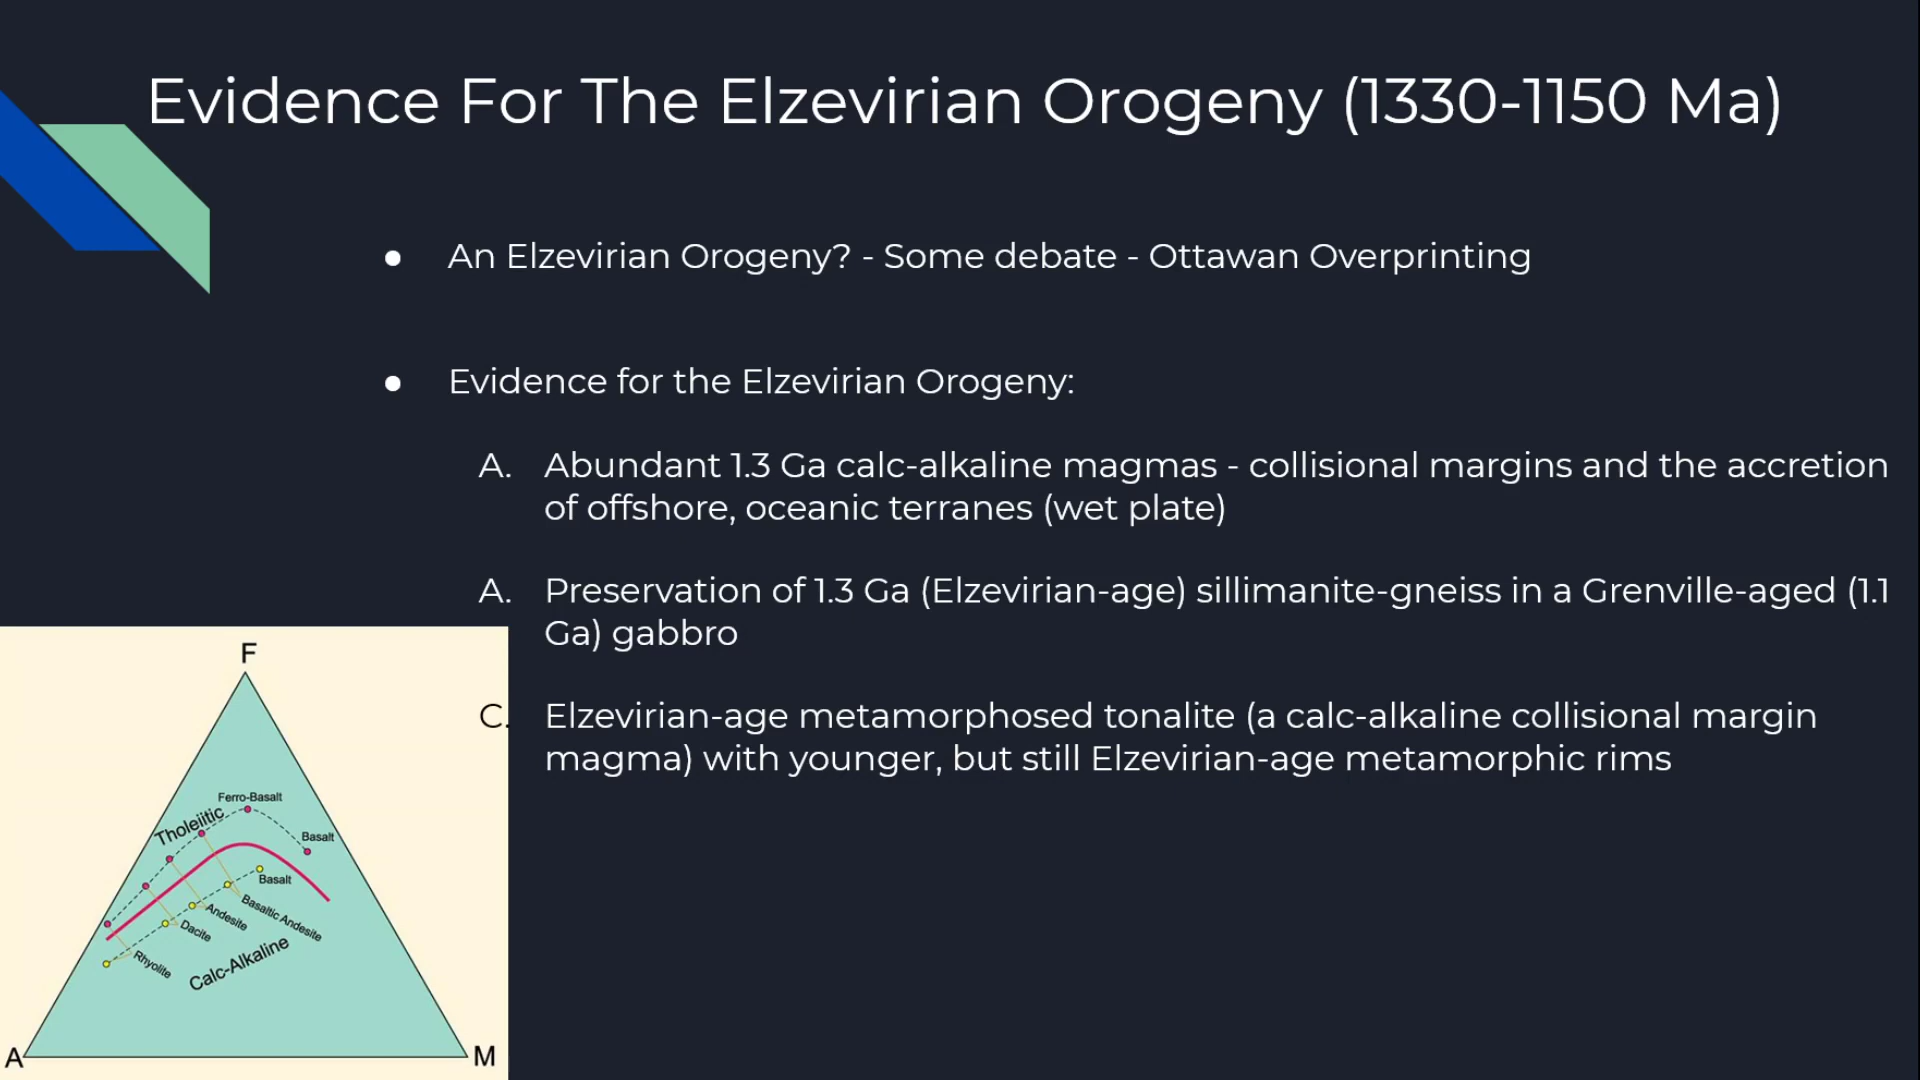 Evidence For The Elzevirian Orogeny (1330-1150 Ma)
● An Elzevirian Orogeny? - Some debate - Ottawan Overprinting
● Evidence for the Elzevirian Orogeny:
A. Abundant 1.3 Ga calc-alkaline magmas - collisional margins and the accretion
of offshore, oceanic terranes (wet plate)
A. Preservation of 1.3 Ga (Elzevirian-age) sillimanite-gneiss in a Grenville-aged (1.1
Ga) gabbro
C. Elzevirian-age metamorphosed tonalite (a calc-alkaline collisional margin
magma) with younger, but still Elzevirian-age metamorphic rims
F
Ferro-Basalt
Tholeiitic
Basalt
Basalt
Basaltic Andesite
Andesite
Dacite
Rhyolite
Calc-Alkaline
A
M